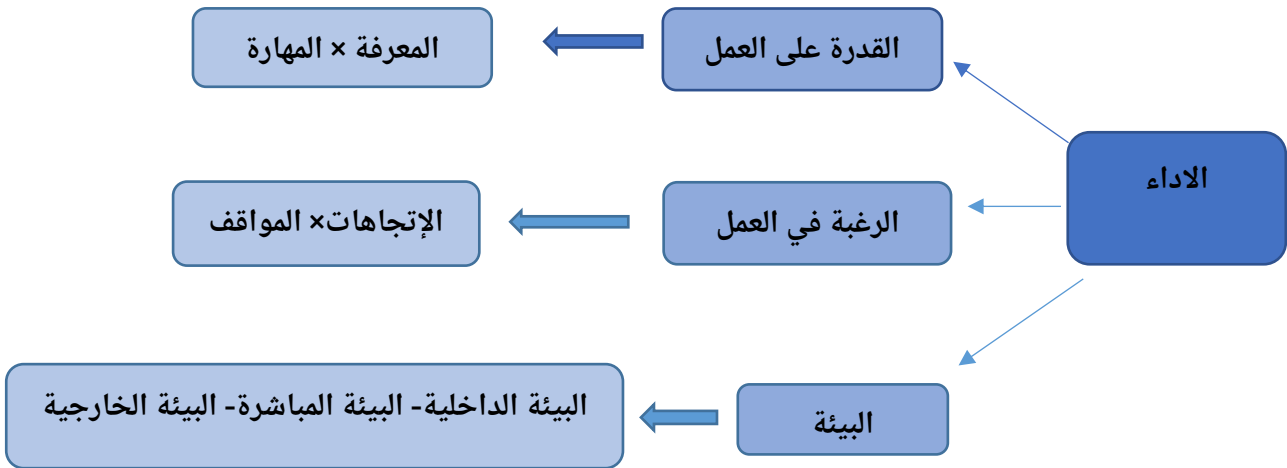 الاداء
القدرة على العمل
المعرفة × المهارة
الرغبة في العمل
الإتجاهات× المواقف
البيئة
البيئة الداخلية- البيئة المباشرة- البيئة الخارجية